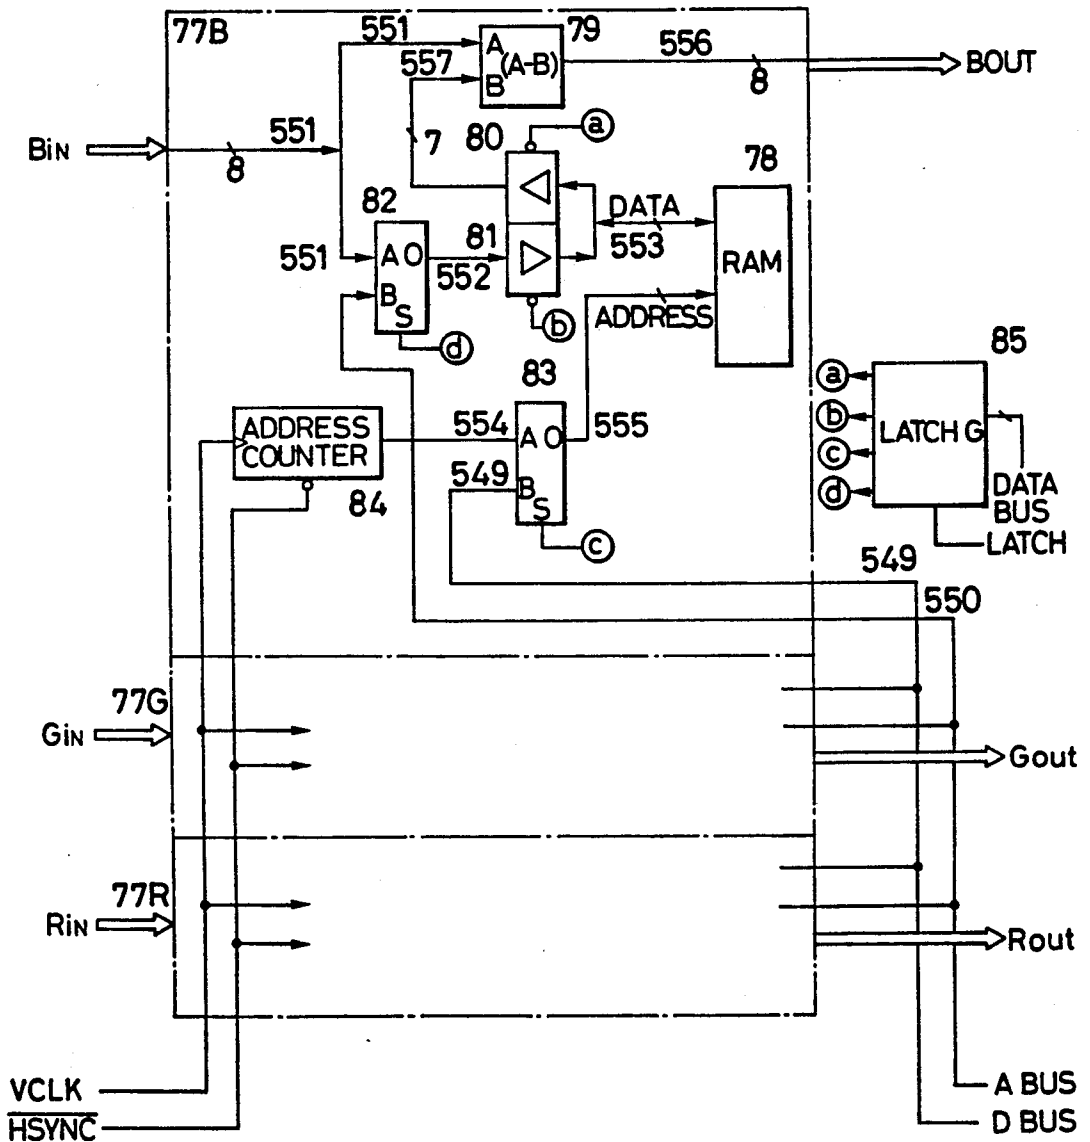 77B
551
79
556
557
A
(A-B)
B
8
BOUT
BIN
8
551
7
80
ⓐ
78
82
DATA
553
551
A O
552
81
RAM
B
S
ⓑ
ADDRESS
ⓓ
83
85
ⓐ
ADDRESS
COUNTER
554
A O
555
ⓑ
LATCH G
549
B
ⓒ
84
S
ⓓ
DATA
BUS
ⓒ
LATCH
549
550
77G
GIN
Gout
77R
RIN
Rout
VCLK
A BUS
HSYNC
D BUS